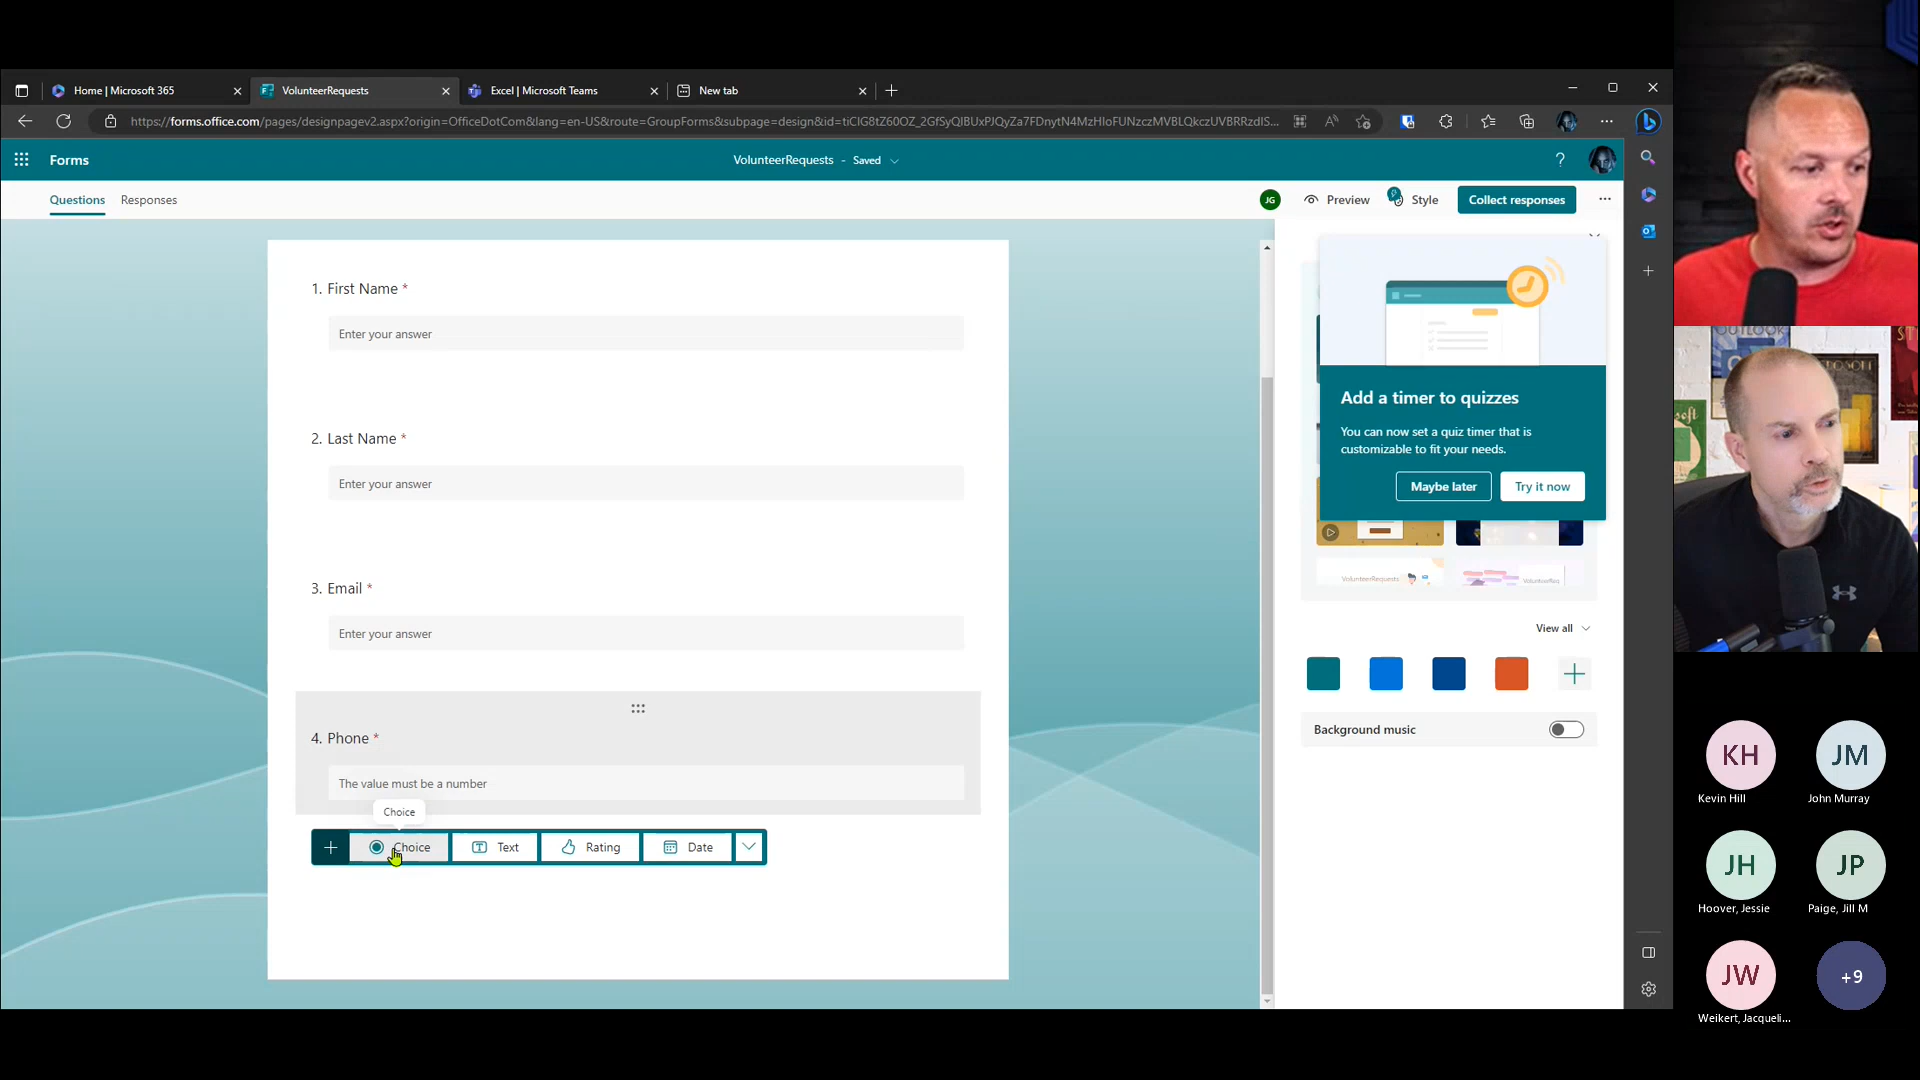 Home | Microsoft 365
VolunteerRequests
Excel | Microsoft Teams
New tab
https://forms.office.com/pages/designpagev2.aspx?origin=OfficeDotCom&lang=en-US&route=GroupForms&subpage=design&id=
Forms
VolunteerRequests - Saved
?
Questions
Responses
JG
Preview
Style
Collect responses
1. First Name *
Enter your answer
2. Last Name *
Enter your answer
3. Email *
Enter your answer
4. Phone *
The value must be a number
Choice
Choice
Text
Rating
Date
Add a timer to quizzes
You can now set a quiz timer that is
customizable to fit your needs.
Maybe later
Try it now
VolunteerRequests
View all
Background music
OUTLOOK
KH
Kevin Hill
JM
John Murray
JH
Hoover, Jessie
JP
Paige, Jill M
JW
Weikert, Jacqueli...
+9